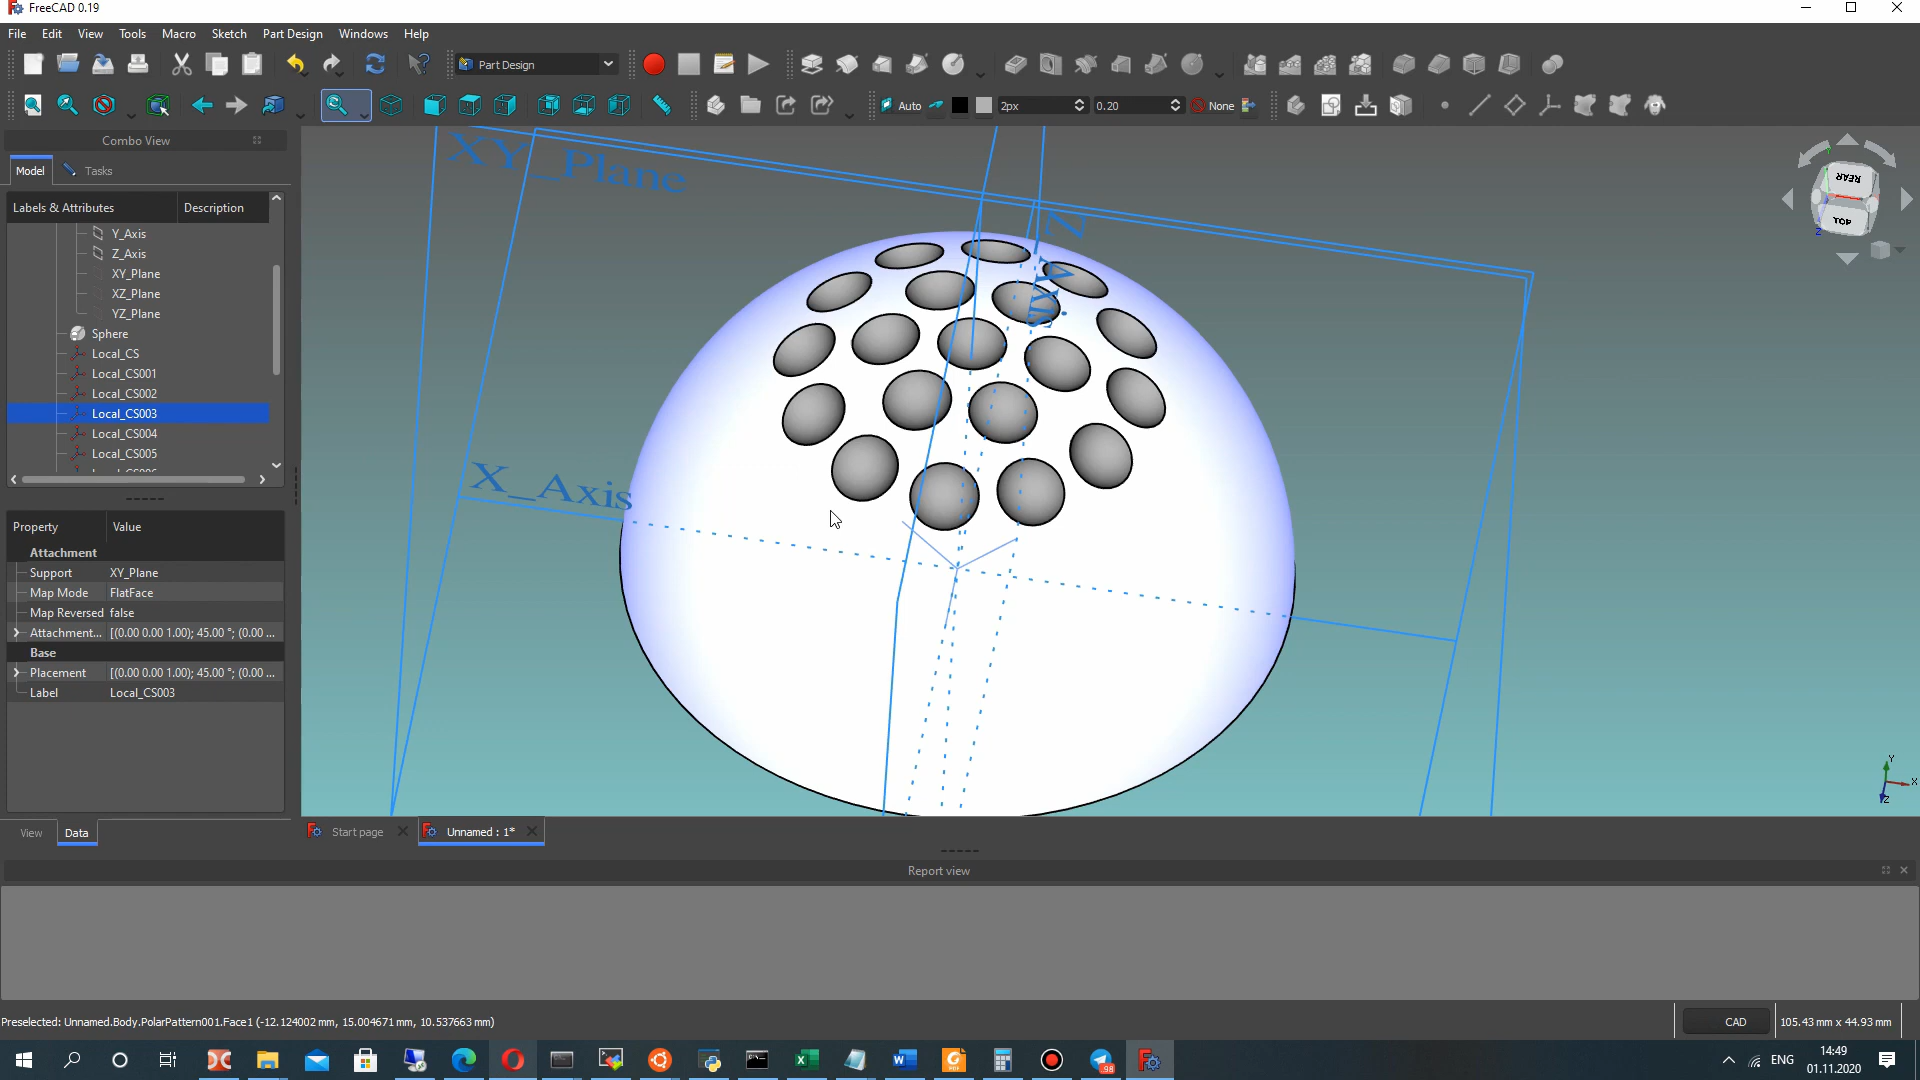 FreeCAD 0.19
File Edit View Tools Macro Sketch Part Design Windows Help
Part Design
Auto 2px 0.20 None
Combo View
Model Tasks
Labels & Attributes Description
Y_Axis
Z_Axis
XY_Plane
XZ_Plane
YZ_Plane
Sphere
Local_CS
Local_CS001
Local_CS002
Local_CS003
Local_CS004
Local_CS005
Property Value
Attachment
Support XY_Plane
Map Mode FlatFace
Map Reversed false
Attachment... [(0.00 0.00 1.00); 45.00 °; (0.00 ...
Base
Placement [(0.00 0.00 1.00); 45.00 °; (0.00 ...
Label Local_CS003
View Data
XY_Plane
X_Axis
REAR
TOP
Y
X
Z
Start page Unnamed : 1*
Report view
Preselected: Unnamed.Body.PolarPattern001.Face1 (-12.124002 mm, 15.004671 mm, 10.537663 mm)
CAD 105.43 mm x 44.93 mm
98
ENG
14:49
01.11.2020